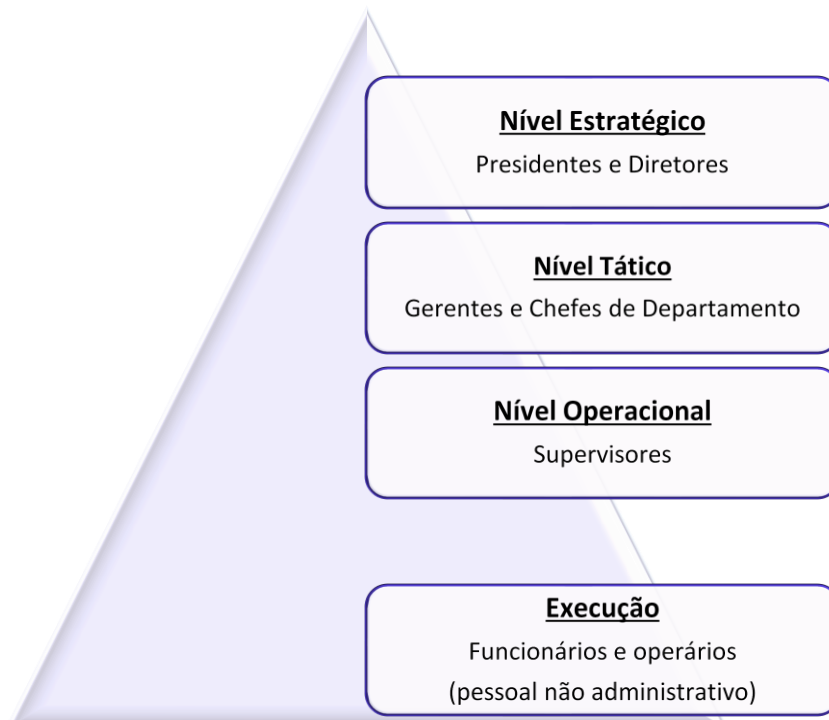 Nível Estratégico
Presidentes e Diretores
Nível Tático
Gerentes e Chefes de Departamento
Nível Operacional
Supervisores
Execução
Funcionários e operários
(pessoal não administrativo)